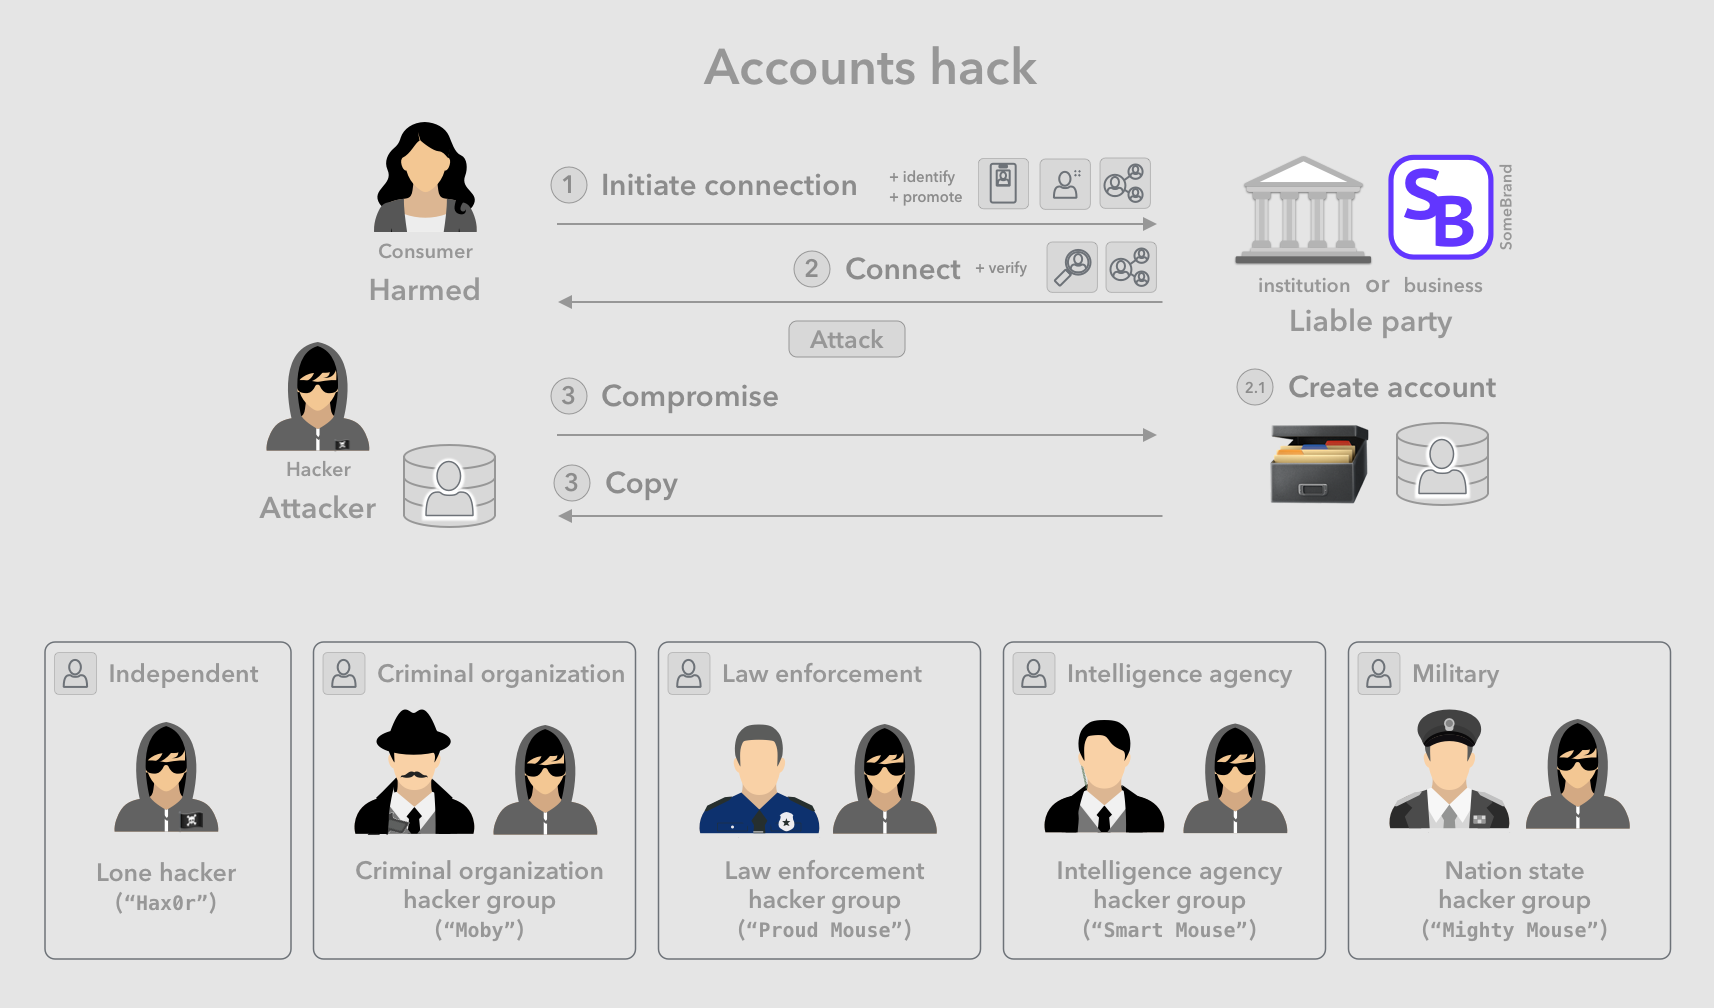 Accounts hack
Consumer
Harmed
1 Initiate connection
+ identify
+ promote
2 Connect + verify
SB
SomeBrand
institution or business
Liable party
Attack
Hacker
Attacker
3 Compromise
3 Copy
2.1 Create account
Independent
Lone hacker
(“Hax0r”)
Criminal organization
Criminal organization
hacker group
(“Moby”)
Law enforcement
Law enforcement
hacker group
(“Proud Mouse”)
Intelligence agency
Intelligence agency
hacker group
(“Smart Mouse”)
Military
Nation state
hacker group
(“Mighty Mouse”)